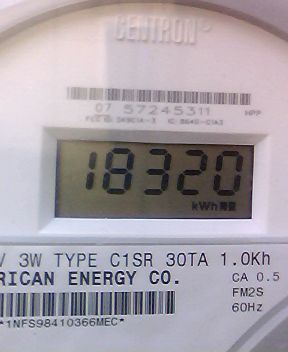 CENTRON®
07 57245311 NPP
18320
kWh
V 3W TYPE C1SR 30TA 1.0Kh
RICAN ENERGY CO. CA 0.5
FM2S
60Hz
*1NFS98410366MEC*